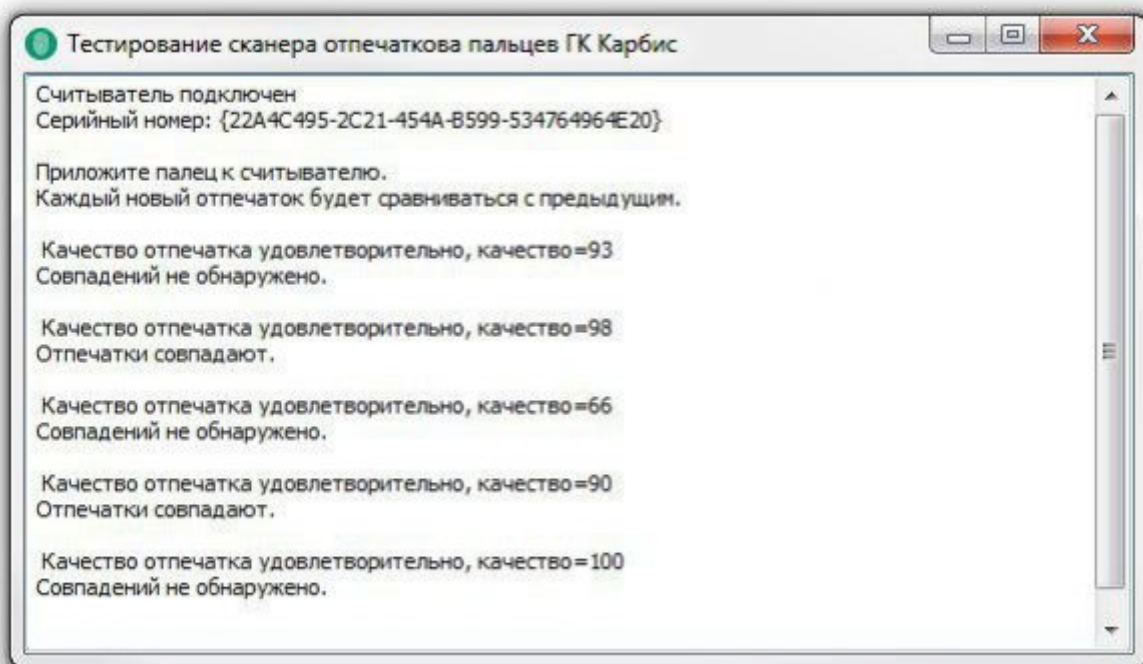 Тестирование сканера отпечаткова пальцев ГК Карбис
Считыватель подключен
Серийный номер: {22A4C495-2C21-454A-B599-534764964E20}
Приложите палец к считывателю.
Каждый новый отпечаток будет сравниваться с предыдущим.
Качество отпечатка удовлетворительно, качество=93
Совпадений не обнаружено.
Качество отпечатка удовлетворительно, качество=98
Отпечатки совпадают.
Качество отпечатка удовлетворительно, качество=66
Совпадений не обнаружено.
Качество отпечатка удовлетворительно, качество=90
Отпечатки совпадают.
Качество отпечатка удовлетворительно, качество=100
Совпадений не обнаружено.